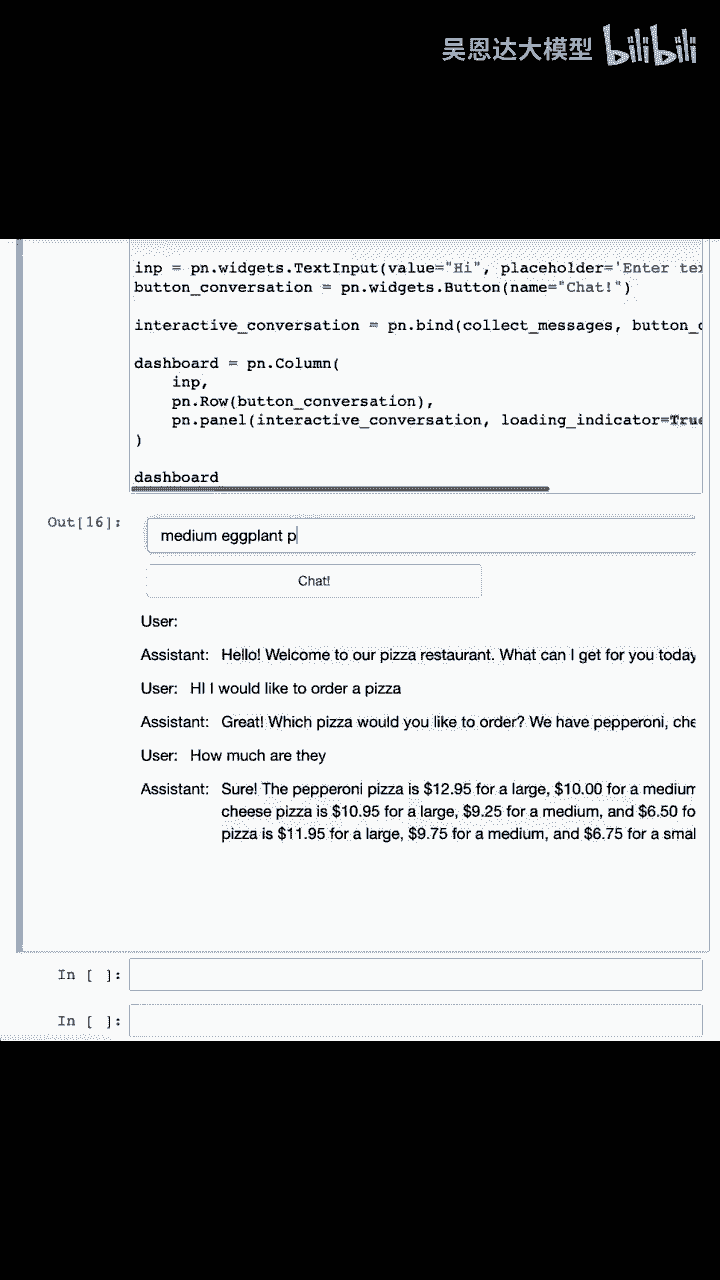 吴恩达大模型 bilibili
inp = pn.widgets.TextInput(value="Hi", placeholder='Enter tex
button_conversation = pn.widgets.Button(name="Chat!")
interactive_conversation = pn.bind(collect_messages, button_c
dashboard = pn.Column(
    inp,
    pn.Row(button_conversation),
    pn.panel(interactive_conversation, loading_indicator=True
)
dashboard
Out[16]:
medium eggplant p
Chat!
User:
Assistant: Hello! Welcome to our pizza restaurant. What can I get for you today
User: HI I would like to order a pizza
Assistant: Great! Which pizza would you like to order? We have pepperoni, che
User: How much are they
Assistant: Sure! The pepperoni pizza is $12.95 for a large, $10.00 for a medium
cheese pizza is $10.95 for a large, $9.25 for a medium, and $6.50 fo
pizza is $11.95 for a large, $9.75 for a medium, and $6.75 for a smal
In [ ]:
In [ ]: